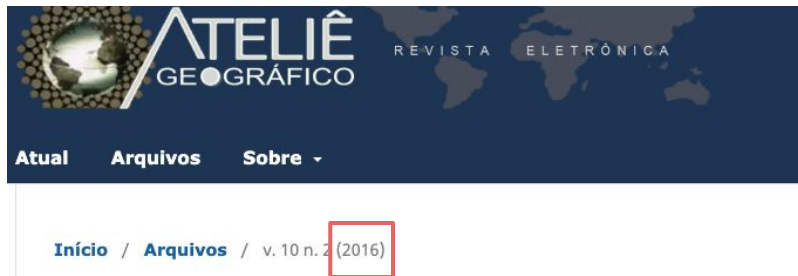 ATELIÊ
GEOGRÁFICO
REVISTA ELETRÔNICA
Atual Arquivos Sobre
Início / Arquivos / v. 10 n. 2 (2016)